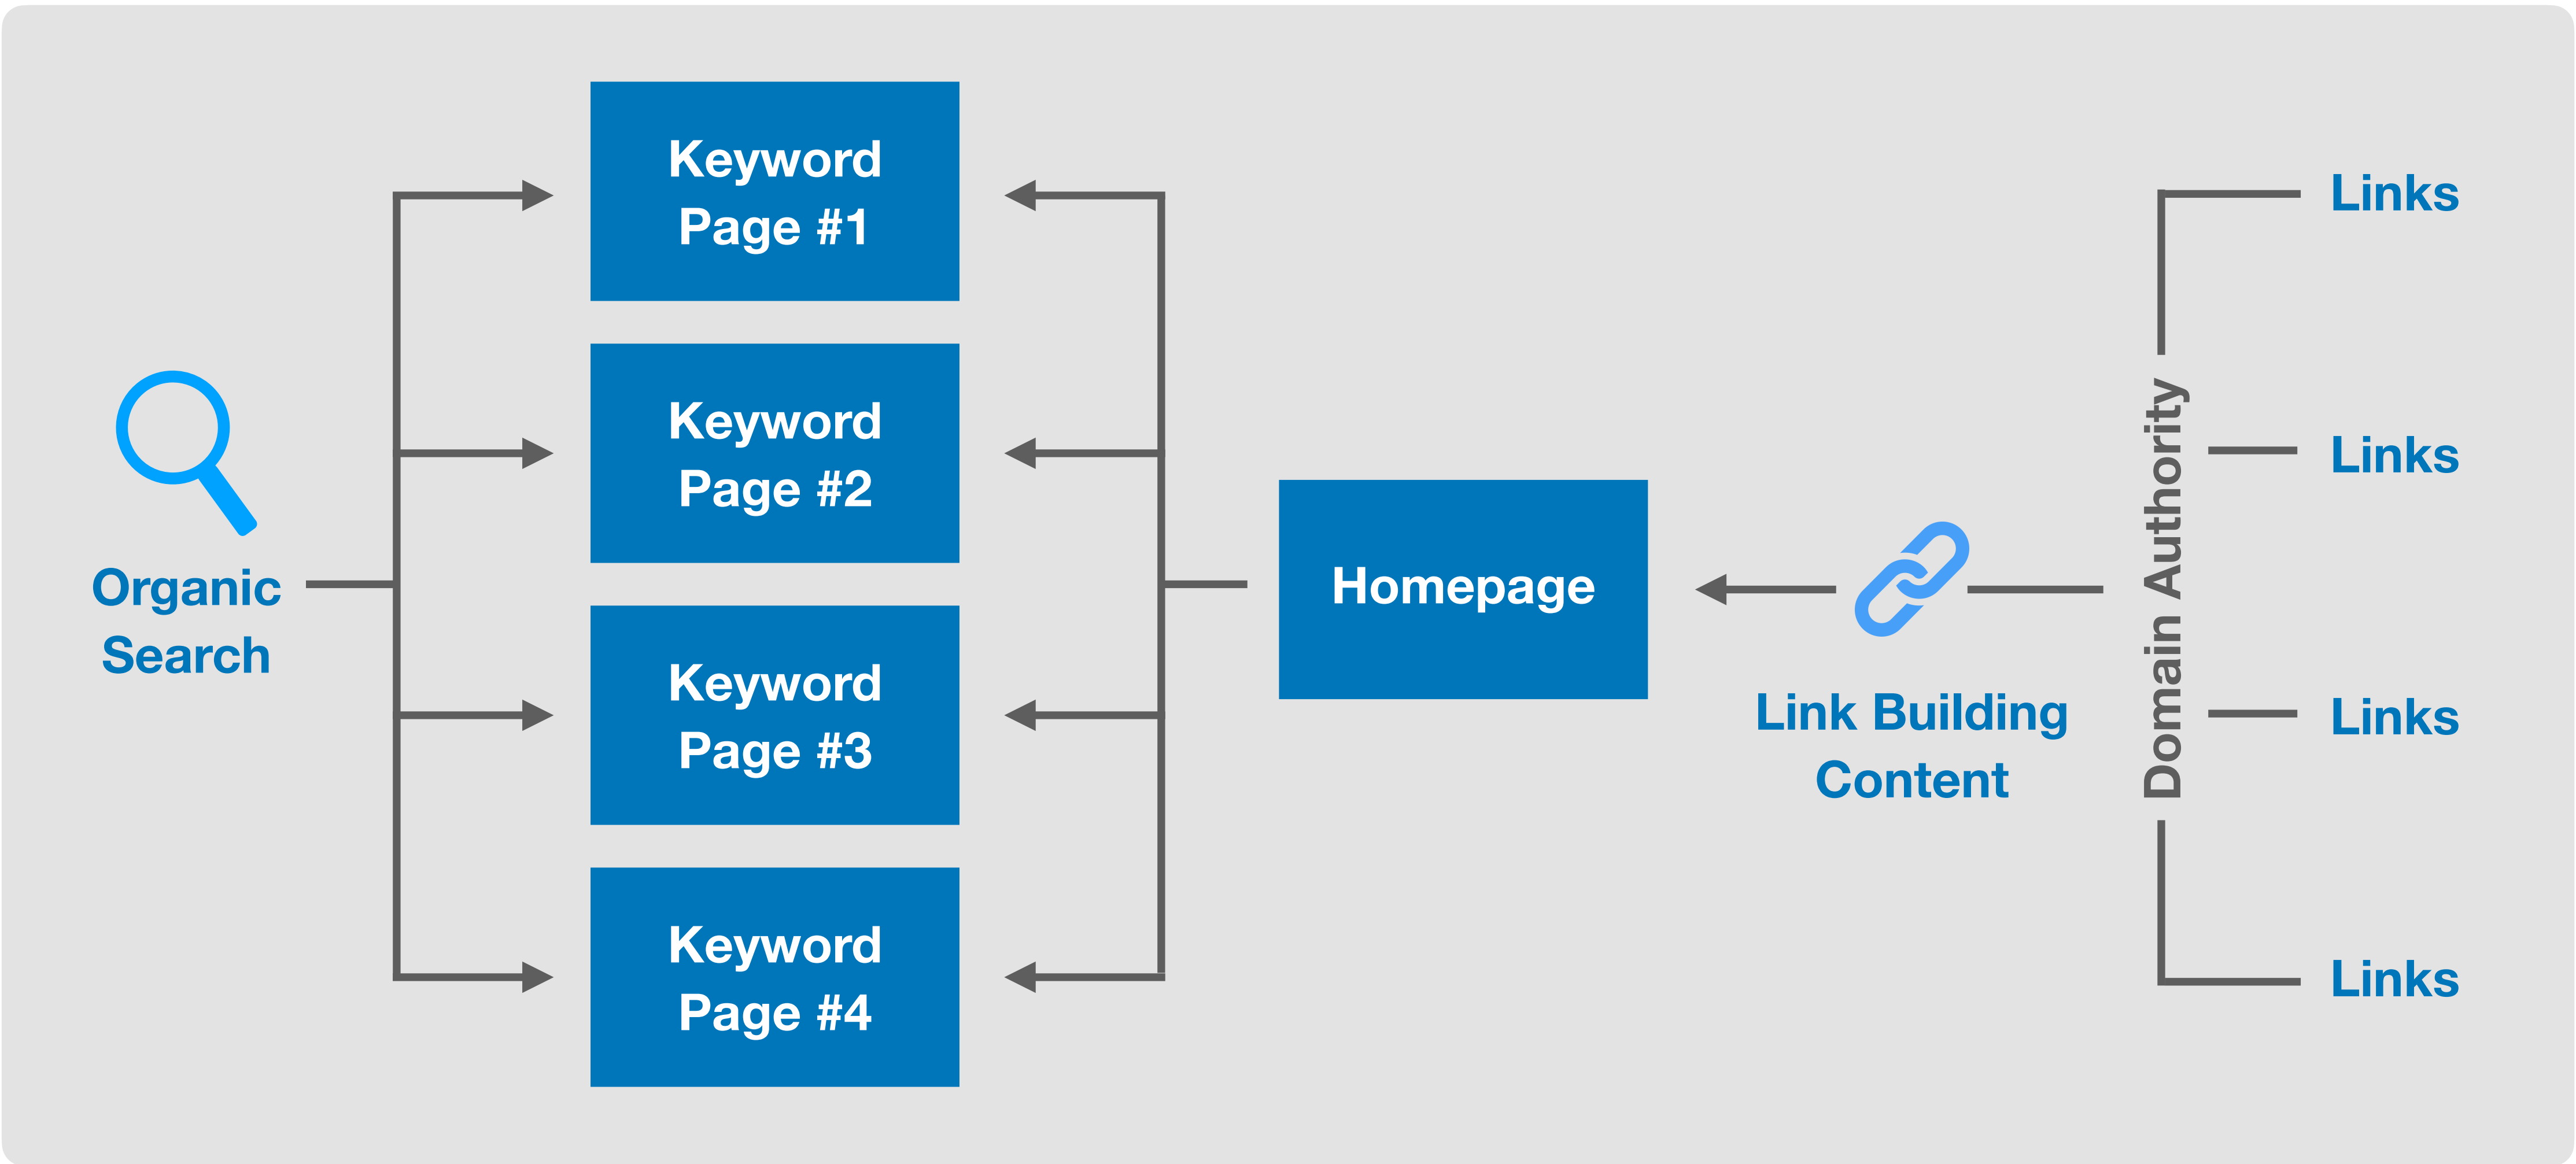 Organic
Search
Keyword
Page #1
Keyword
Page #2
Keyword
Page #3
Keyword
Page #4
Homepage
Link Building
Content
Domain Authority
Links
Links
Links
Links